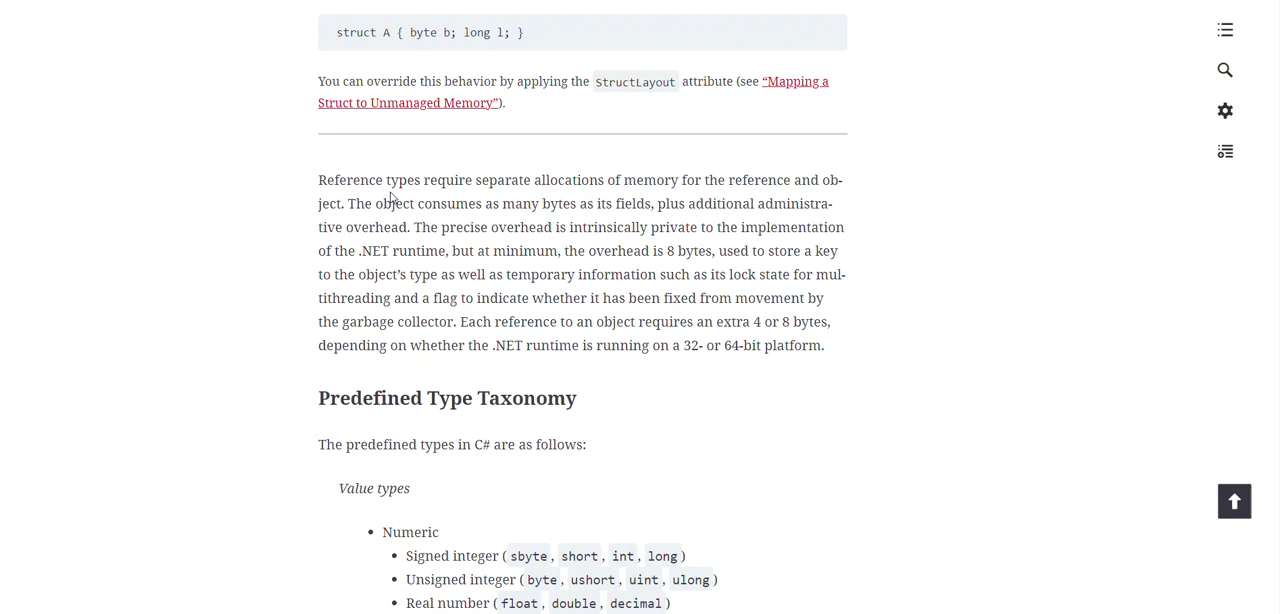 struct A { byte b; long l; }
You can override this behavior by applying the StructLayout attribute (see “Mapping a
Struct to Unmanaged Memory”).
Reference types require separate allocations of memory for the reference and ob-
ject. The object consumes as many bytes as its fields, plus additional administra-
tive overhead. The precise overhead is intrinsically private to the implementation
of the .NET runtime, but at minimum, the overhead is 8 bytes, used to store a key
to the object’s type as well as temporary information such as its lock state for mul-
tithreading and a flag to indicate whether it has been fixed from movement by
the garbage collector. Each reference to an object requires an extra 4 or 8 bytes,
depending on whether the .NET runtime is running on a 32- or 64-bit platform.
Predefined Type Taxonomy
The predefined types in C# are as follows:
Value types
• Numeric
• Signed integer (sbyte, short, int, long)
• Unsigned integer (byte, ushort, uint, ulong)
• Real number (float, double, decimal)